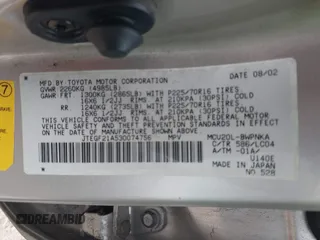 7
MFD. BY: TOYOTA MOTOR CORPORATION DATE 08/02
GVWR 2260KG (4985LB)
GAWR FRT 1300KG (2865LB) WITH P225/70R16 TIRES
16X6 1/2JJ RIMS AT 210KPA (30PSI) COLD
RR 1240KG (2735LB) WITH P225/70R16 TIRES
16X6 1/2JJ RIMS AT 210KPA (30PSI) COLD
THIS VEHICLE CONFORMS TO ALL APPLICABLE
FEDERAL MOTOR VEHICLE SAFETY STANDARDS
IN EFFECT ON THE DATE OF MANUFACTURE
SHOWN ABOVE.
JTEGF21A530074756 MPV MCU20L-BWPNKA
C/TR 586/LC04
A/TM -01A/
U140E
MADE IN JAPAN
NO 528
DREAMBID